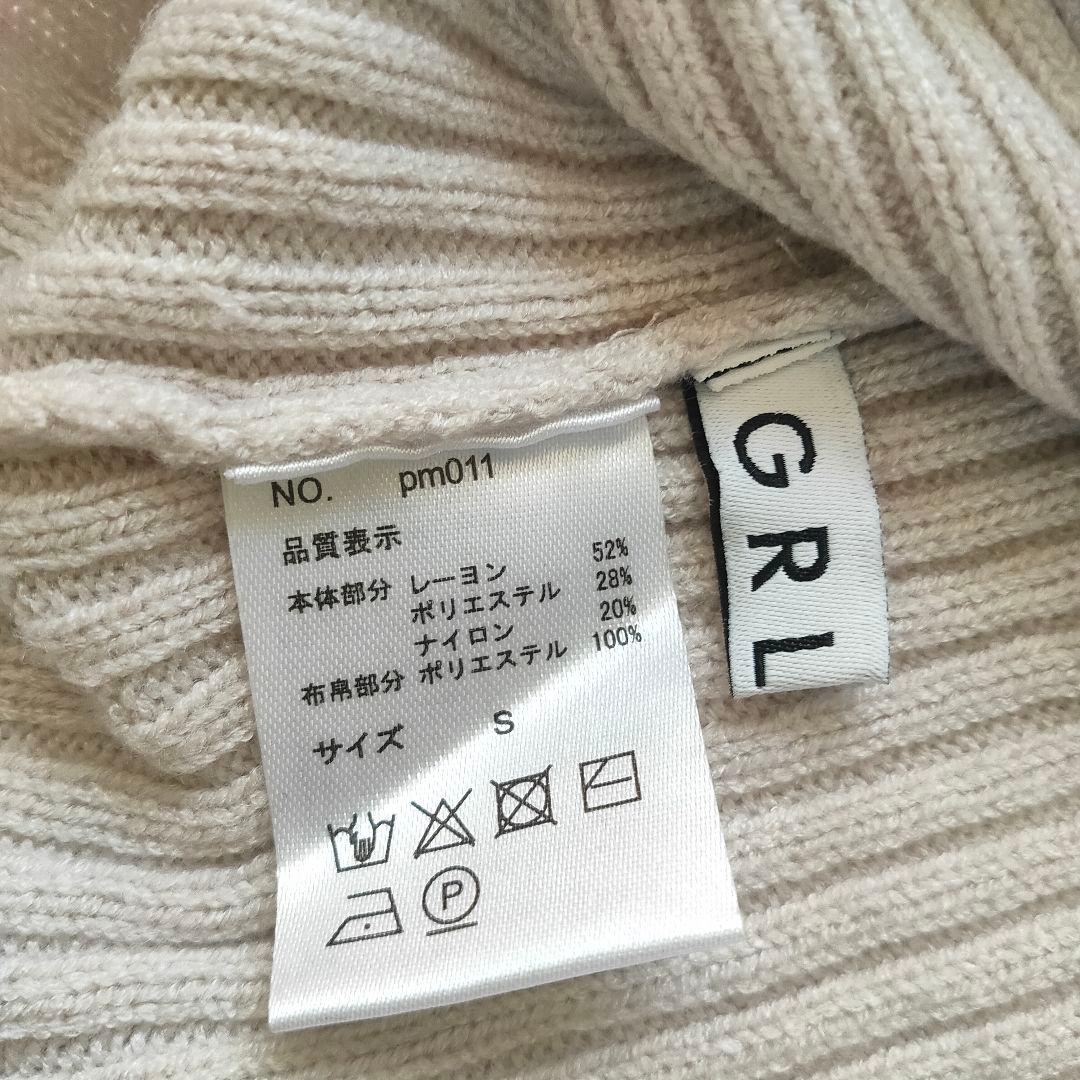 NO. pm011
品質表示
本体部分 レーヨン 52%
ポリエステル 28%
ナイロン 20%
布帛部分 ポリエステル 100%
サイズ S
P
GRL